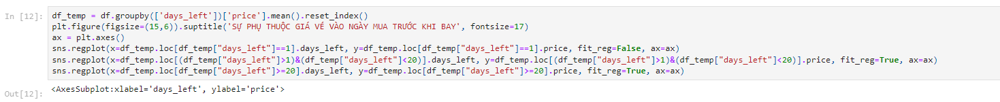 In [12]:
df_temp = df.groupby(['days_left'])['price'].mean().reset_index()
plt.figure(figsize=(15,6)).suptitle('SỰ PHỤ THUỘC GIÁ VÉ VÀO NGÀY MUA TRƯỚC KHI BAY', fontsize=17)
ax = plt.axes()
sns.regplot(x=df_temp.loc[df_temp["days_left"]==1].days_left, y=df_temp.loc[df_temp["days_left"]==1].price, fit_reg=False, ax=ax)
sns.regplot(x=df_temp.loc[(df_temp["days_left"]>1)&(df_temp["days_left"]<20)].days_left, y=df_temp.loc[(df_temp["days_left"]>1)&(df_temp["days_left"]<20)].price, fit_reg=True, ax=ax)
sns.regplot(x=df_temp.loc[df_temp["days_left"]>=20].days_left, y=df_temp.loc[df_temp["days_left"]>=20].price, fit_reg=True, ax=ax)
Out[12]:
<AxesSubplot:xlabel='days_left', ylabel='price'>